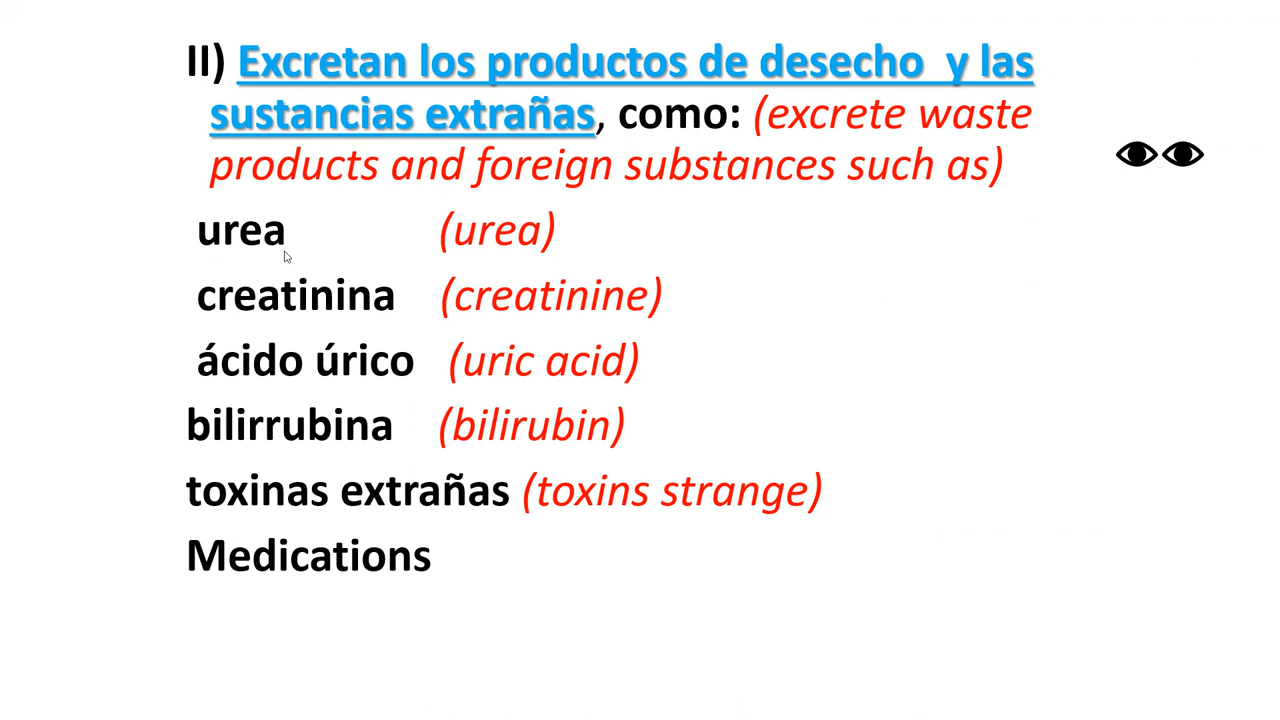 II) Excretan los productos de desecho y las
sustancias extrañas, como: (excrete waste
products and foreign substances such as)
urea (urea)
creatinina (creatinine)
ácido úrico (uric acid)
bilirrubina (bilirubin)
toxinas extrañas (toxins strange)
Medications